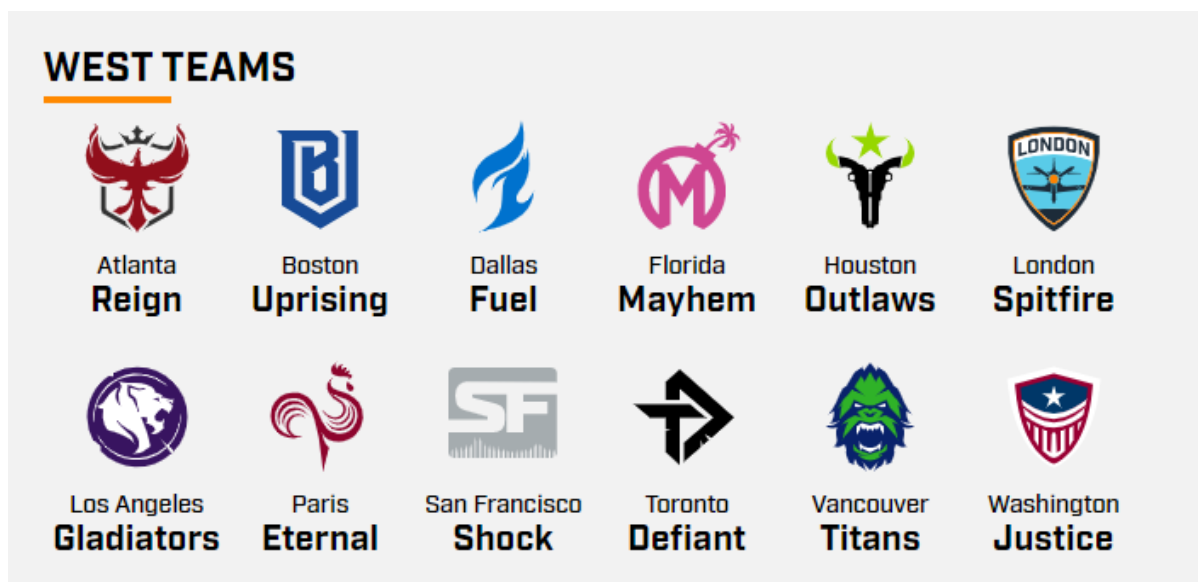 WEST TEAMS
B
M
LONDON
Atlanta Boston Dallas Florida Houston London
Reign Uprising Fuel Mayhem Outlaws Spitfire
SF
Los Angeles Paris San Francisco Toronto Vancouver Washington
Gladiators Eternal Shock Defiant Titans Justice